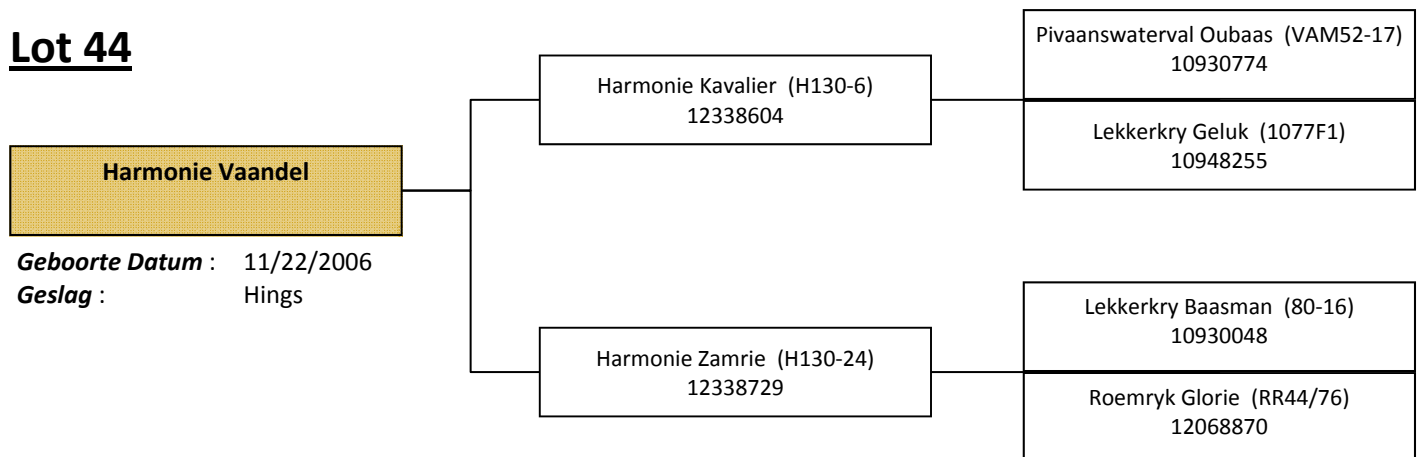 Lot 44
Harmonie Vaandel
Geboorte Datum : 11/22/2006
Geslag : Hings
Harmonie Kavalier (H130-6)
12338604
Harmonie Zamrie (H130-24)
12338729
Pivaanswaterval Oubaas (VAM52-17)
10930774
Lekkerkry Geluk (1077F1)
10948255
Lekkerkry Baasman (80-16)
10930048
Roemryk Glorie (RR44/76)
12068870